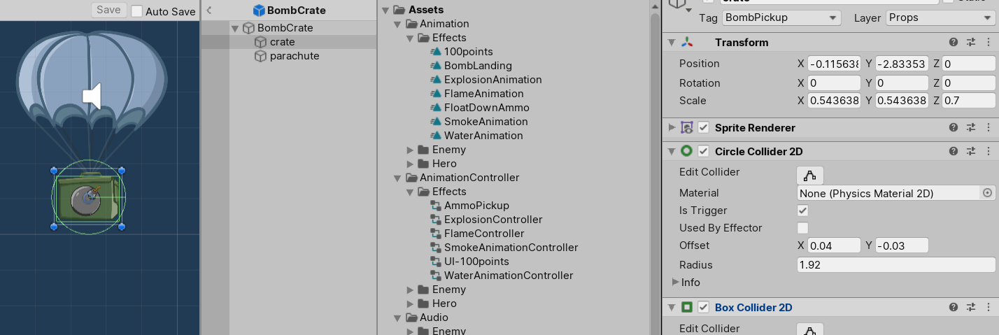 Save Auto Save
BombCrate
BombCrate
crate
parachute
Assets
Animation
Effects
100points
BombLanding
ExplosionAnimation
FlameAnimation
FloatDownAmmo
SmokeAnimation
WaterAnimation
Enemy
Hero
AnimationController
Effects
AmmoPickup
ExplosionController
FlameController
SmokeAnimationController
UI-100points
WaterAnimationController
Enemy
Hero
Audio
Enemy
Tag BombPickup Layer Props
Transform
Position X -0.115638 Y -2.83353 Z 0
Rotation X 0 Y 0 Z 0
Scale X 0.543638 Y 0.543638 Z 0.7
Sprite Renderer
Circle Collider 2D
Edit Collider
Material None (Physics Material 2D)
Is Trigger
Used By Effector
Offset X 0.04 Y -0.03
Radius 1.92
Info
Box Collider 2D
Edit Collider